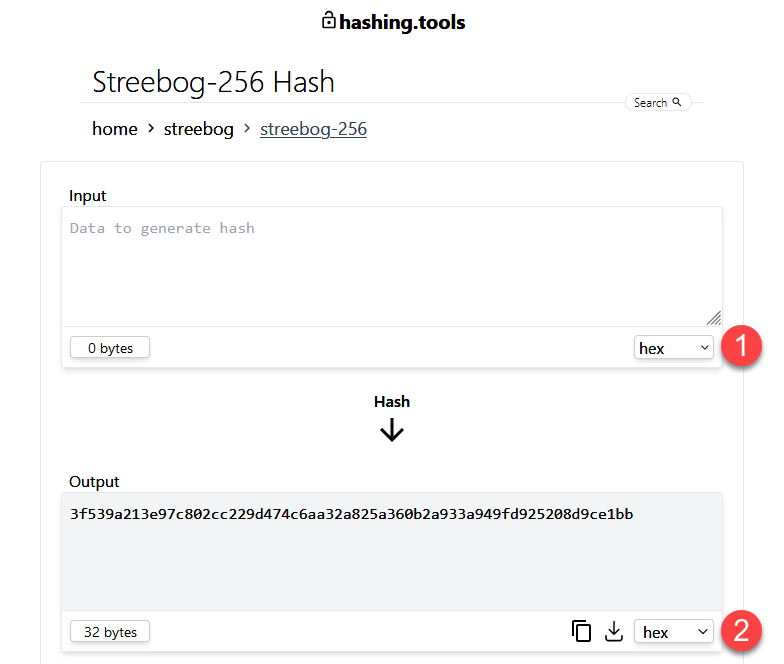 hashing.tools
Streebog-256 Hash
Search
home > streebog > streebog-256
Input
Data to generate hash
0 bytes
hex
1
Hash
Output
3f539a213e97c802cc229d474c6aa32a825a360b2a933a949fd925208d9ce1bb
32 bytes
hex
2